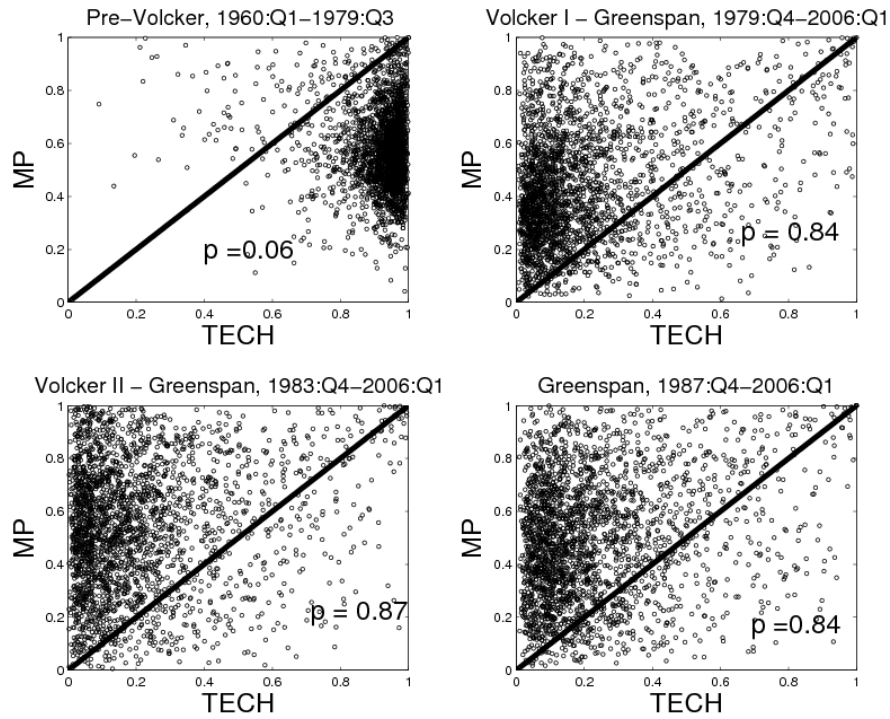 Pre-Volcker, 1960:Q1-1979:Q3
1
0.8
0.6
MP
0.4
0.2
p =0.06
0
0 0.2 0.4 0.6 0.8 1
TECH
Volcker I - Greenspan, 1979:Q4-2006:Q1
1
0.8
0.6
MP
0.4
0.2
p = 0.84
0
0 0.2 0.4 0.6 0.8 1
TECH
Volcker II - Greenspan, 1983:Q4-2006:Q1
1
0.8
0.6
MP
0.4
0.2
p = 0.87
0
0 0.2 0.4 0.6 0.8 1
TECH
Greenspan, 1987:Q4-2006:Q1
1
0.8
0.6
MP
0.4
0.2
p =0.84
0
0 0.2 0.4 0.6 0.8 1
TECH